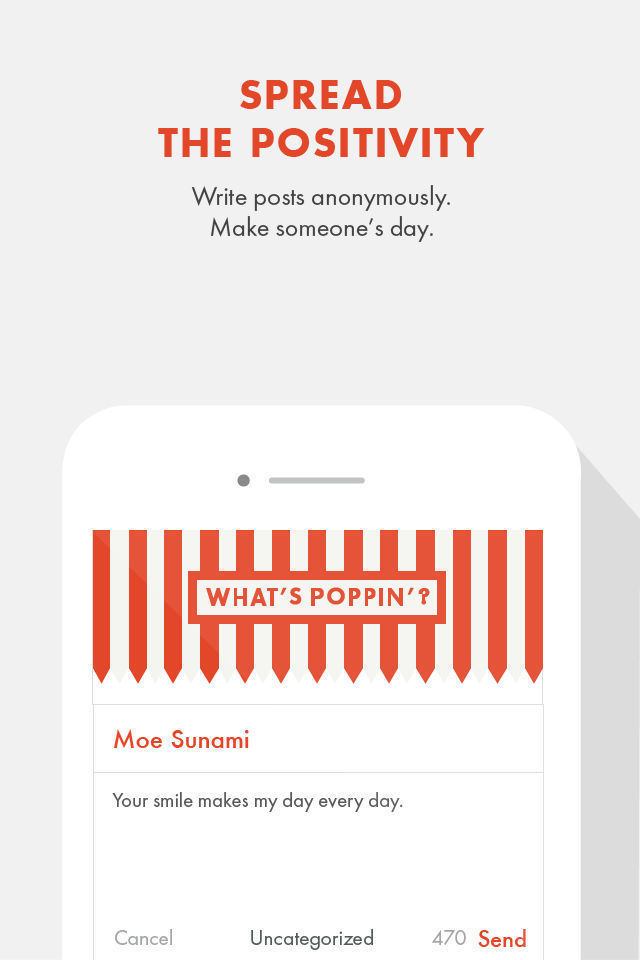 SPREAD
THE POSITIVITY
Write posts anonymously.
Make someone's day.
WHAT'S POPPIN'?
Moe Sunami
Your smile makes my day every day.
Cancel Uncategorized 470 Send